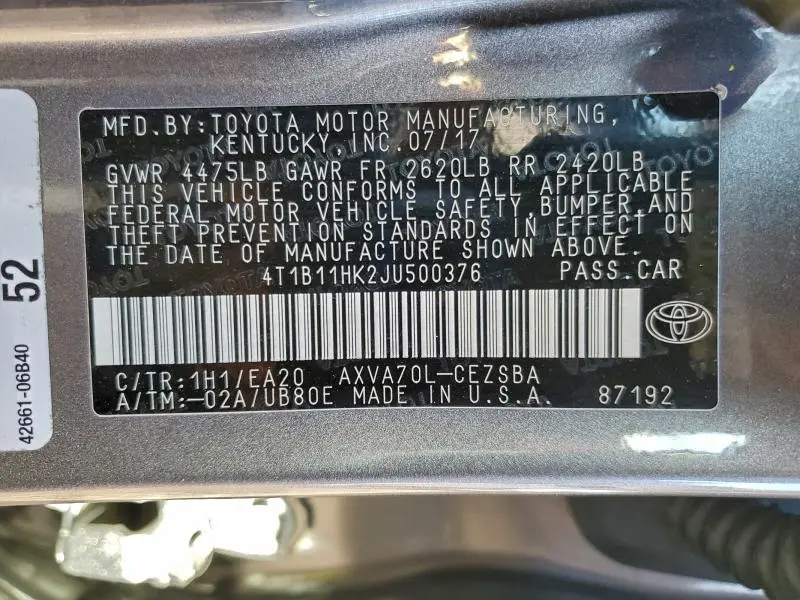 MFD.BY:TOYOTA MOTOR MANUFACTURING,
KENTUCKY,INC.07/17
GVWR 4475LB GAWR FR 2620LB RR 2420LB
THIS VEHICLE CONFORMS TO ALL APPLICABLE
FEDERAL MOTOR VEHICLE SAFETY,BUMPER,AND
THEFT PREVENTION STANDARDS IN EFFECT ON
THE DATE OF MANUFACTURE SHOWN ABOVE.
4T1B11HK2JU500376 PASS.CAR
C/TR:1H1/EA20 AXVA70L-CEZSBA
A/TM:-02A/UB80E MADE IN U.S.A. 87192
52
42661-06B40